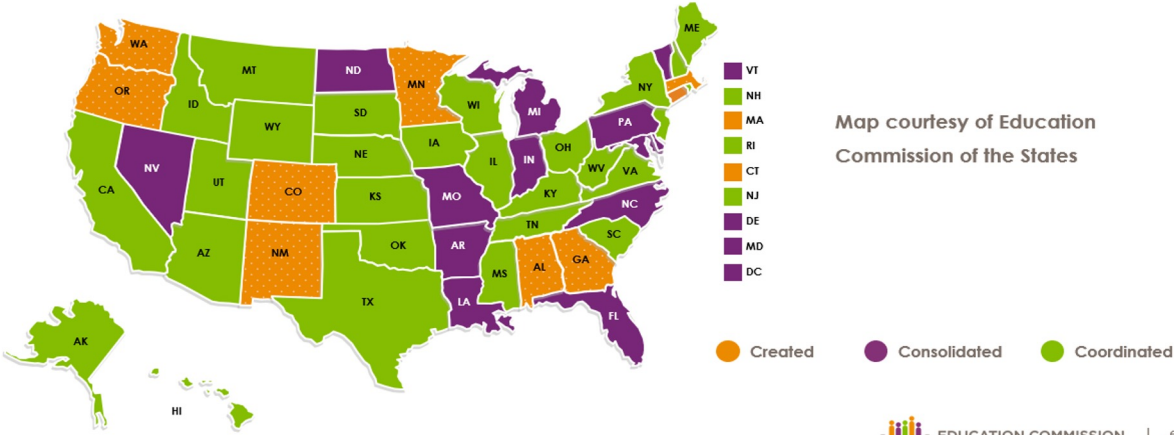 ME
WA
MT
ND
MN
OR
ID
WI
NY
VT
SD
MI
NH
WY
PA
MA
IA
NE
OH
RI
NV
IL
IN
WV
VA
CT
UT
CO
CA
KS
MO
KY
NJ
NC
DE
TN
SC
OK
AR
MD
AZ
NM
MS
AL
GA
DC
TX
LA
FL
AK
HI
Map courtesy of Education
Commission of the States
Created
Consolidated
Coordinated
EDUCATION COMMISSION